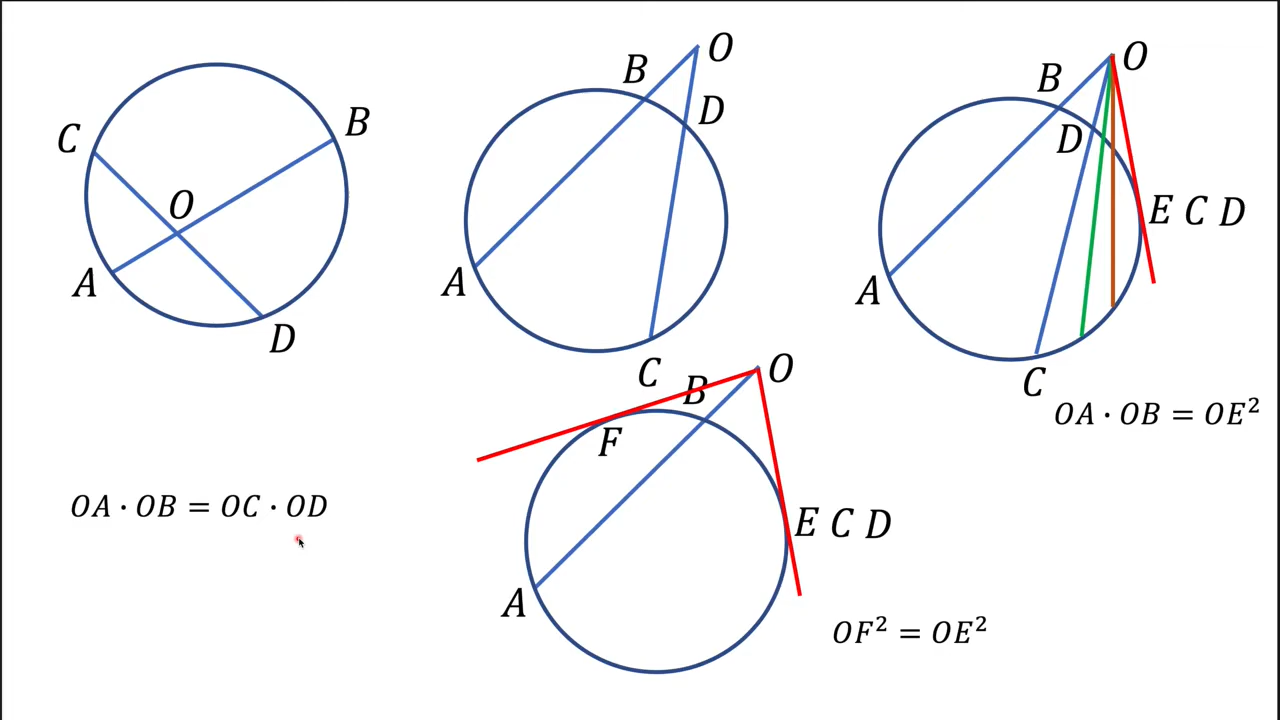 C
B
O
A
D
B
O
D
A
C
B
O
D
E C D
A
C
OA · OB = OE²
B
O
F
E C D
A
OA · OB = OC · OD
OF² = OE²